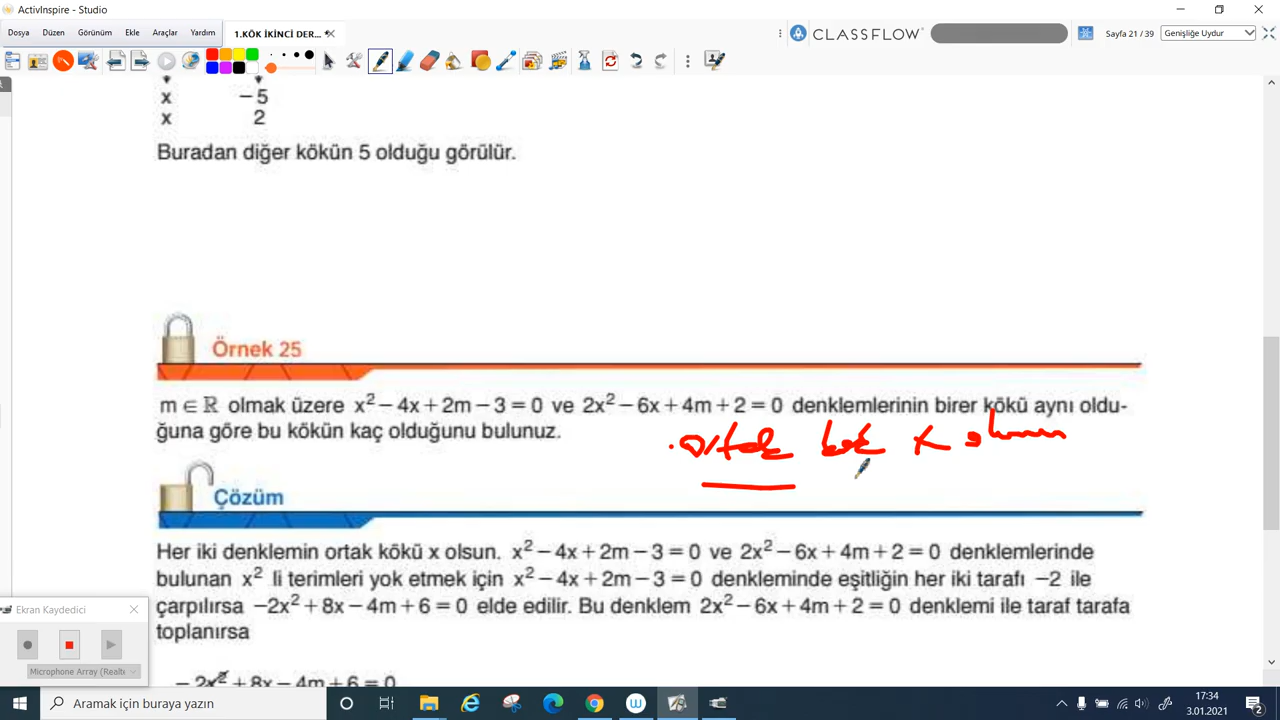 ActivInspire - Studio
Dosya Düzen Görünüm Ekle Araçlar Yardım
1.KÖK İKİNCİ DER...
CLASSFLOW
Sayfa 21 / 39
Genişliğe Uydur
x −5
x 2
Buradan diğer kökün 5 olduğu görülür.
Örnek 25
m ∈ ℝ olmak üzere x² − 4x + 2m − 3 = 0 ve 2x² − 6x + 4m + 2 = 0 denklemlerinin birer kökü aynı oldu-
ğuna göre bu kökün kaç olduğunu bulunuz.
. ortak kök x olsun
Çözüm
Her iki denklemin ortak kökü x olsun. x² − 4x + 2m − 3 = 0 ve 2x² − 6x + 4m + 2 = 0 denklemlerinde
bulunan x² li terimleri yok etmek için x² − 4x + 2m − 3 = 0 denkleminde eşitliğin her iki tarafı −2 ile
çarpılırsa −2x² + 8x − 4m + 6 = 0 elde edilir. Bu denklem 2x² − 6x + 4m + 2 = 0 denklemi ile taraf tarafa
toplanırsa
− 2x² + 8x − 4m + 6 = 0
Ekran Kaydedici
Microphone Array (Realte
Aramak için buraya yazın
17:34
3.01.2021
2